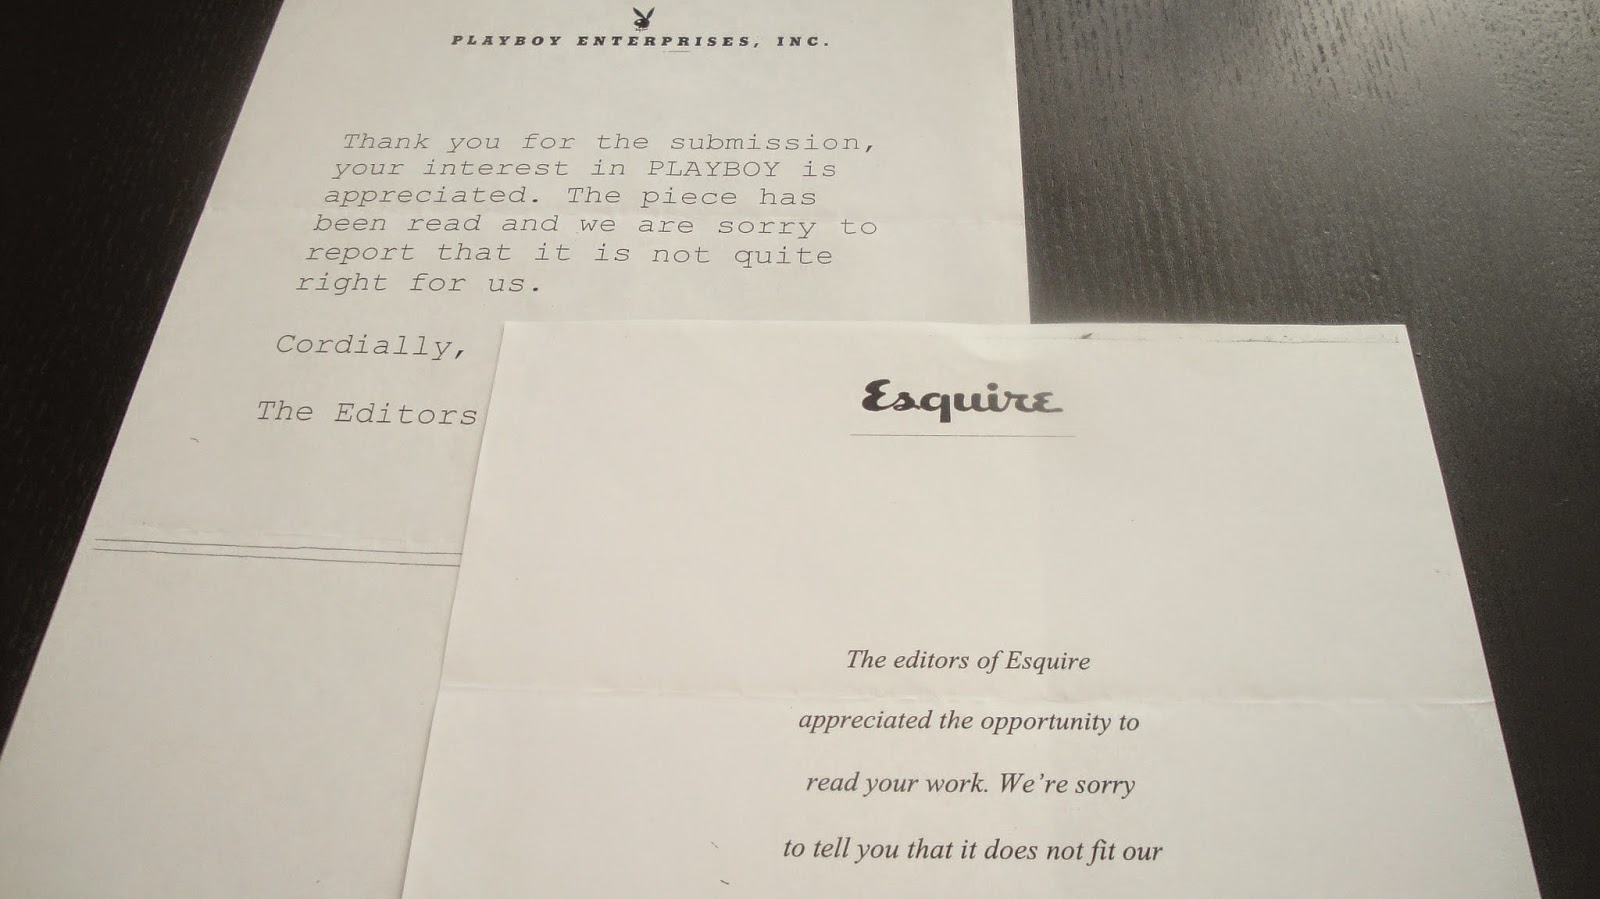 PLAYBOY ENTERPRISES, INC.
Thank you for the submission,
your interest in PLAYBOY is
appreciated. The piece has
been read and we are sorry to
report that it is not quite
right for us.
Cordially,
The Editors
Esquire
The editors of Esquire
appreciated the opportunity to
read your work. We're sorry
to tell you that it does not fit our